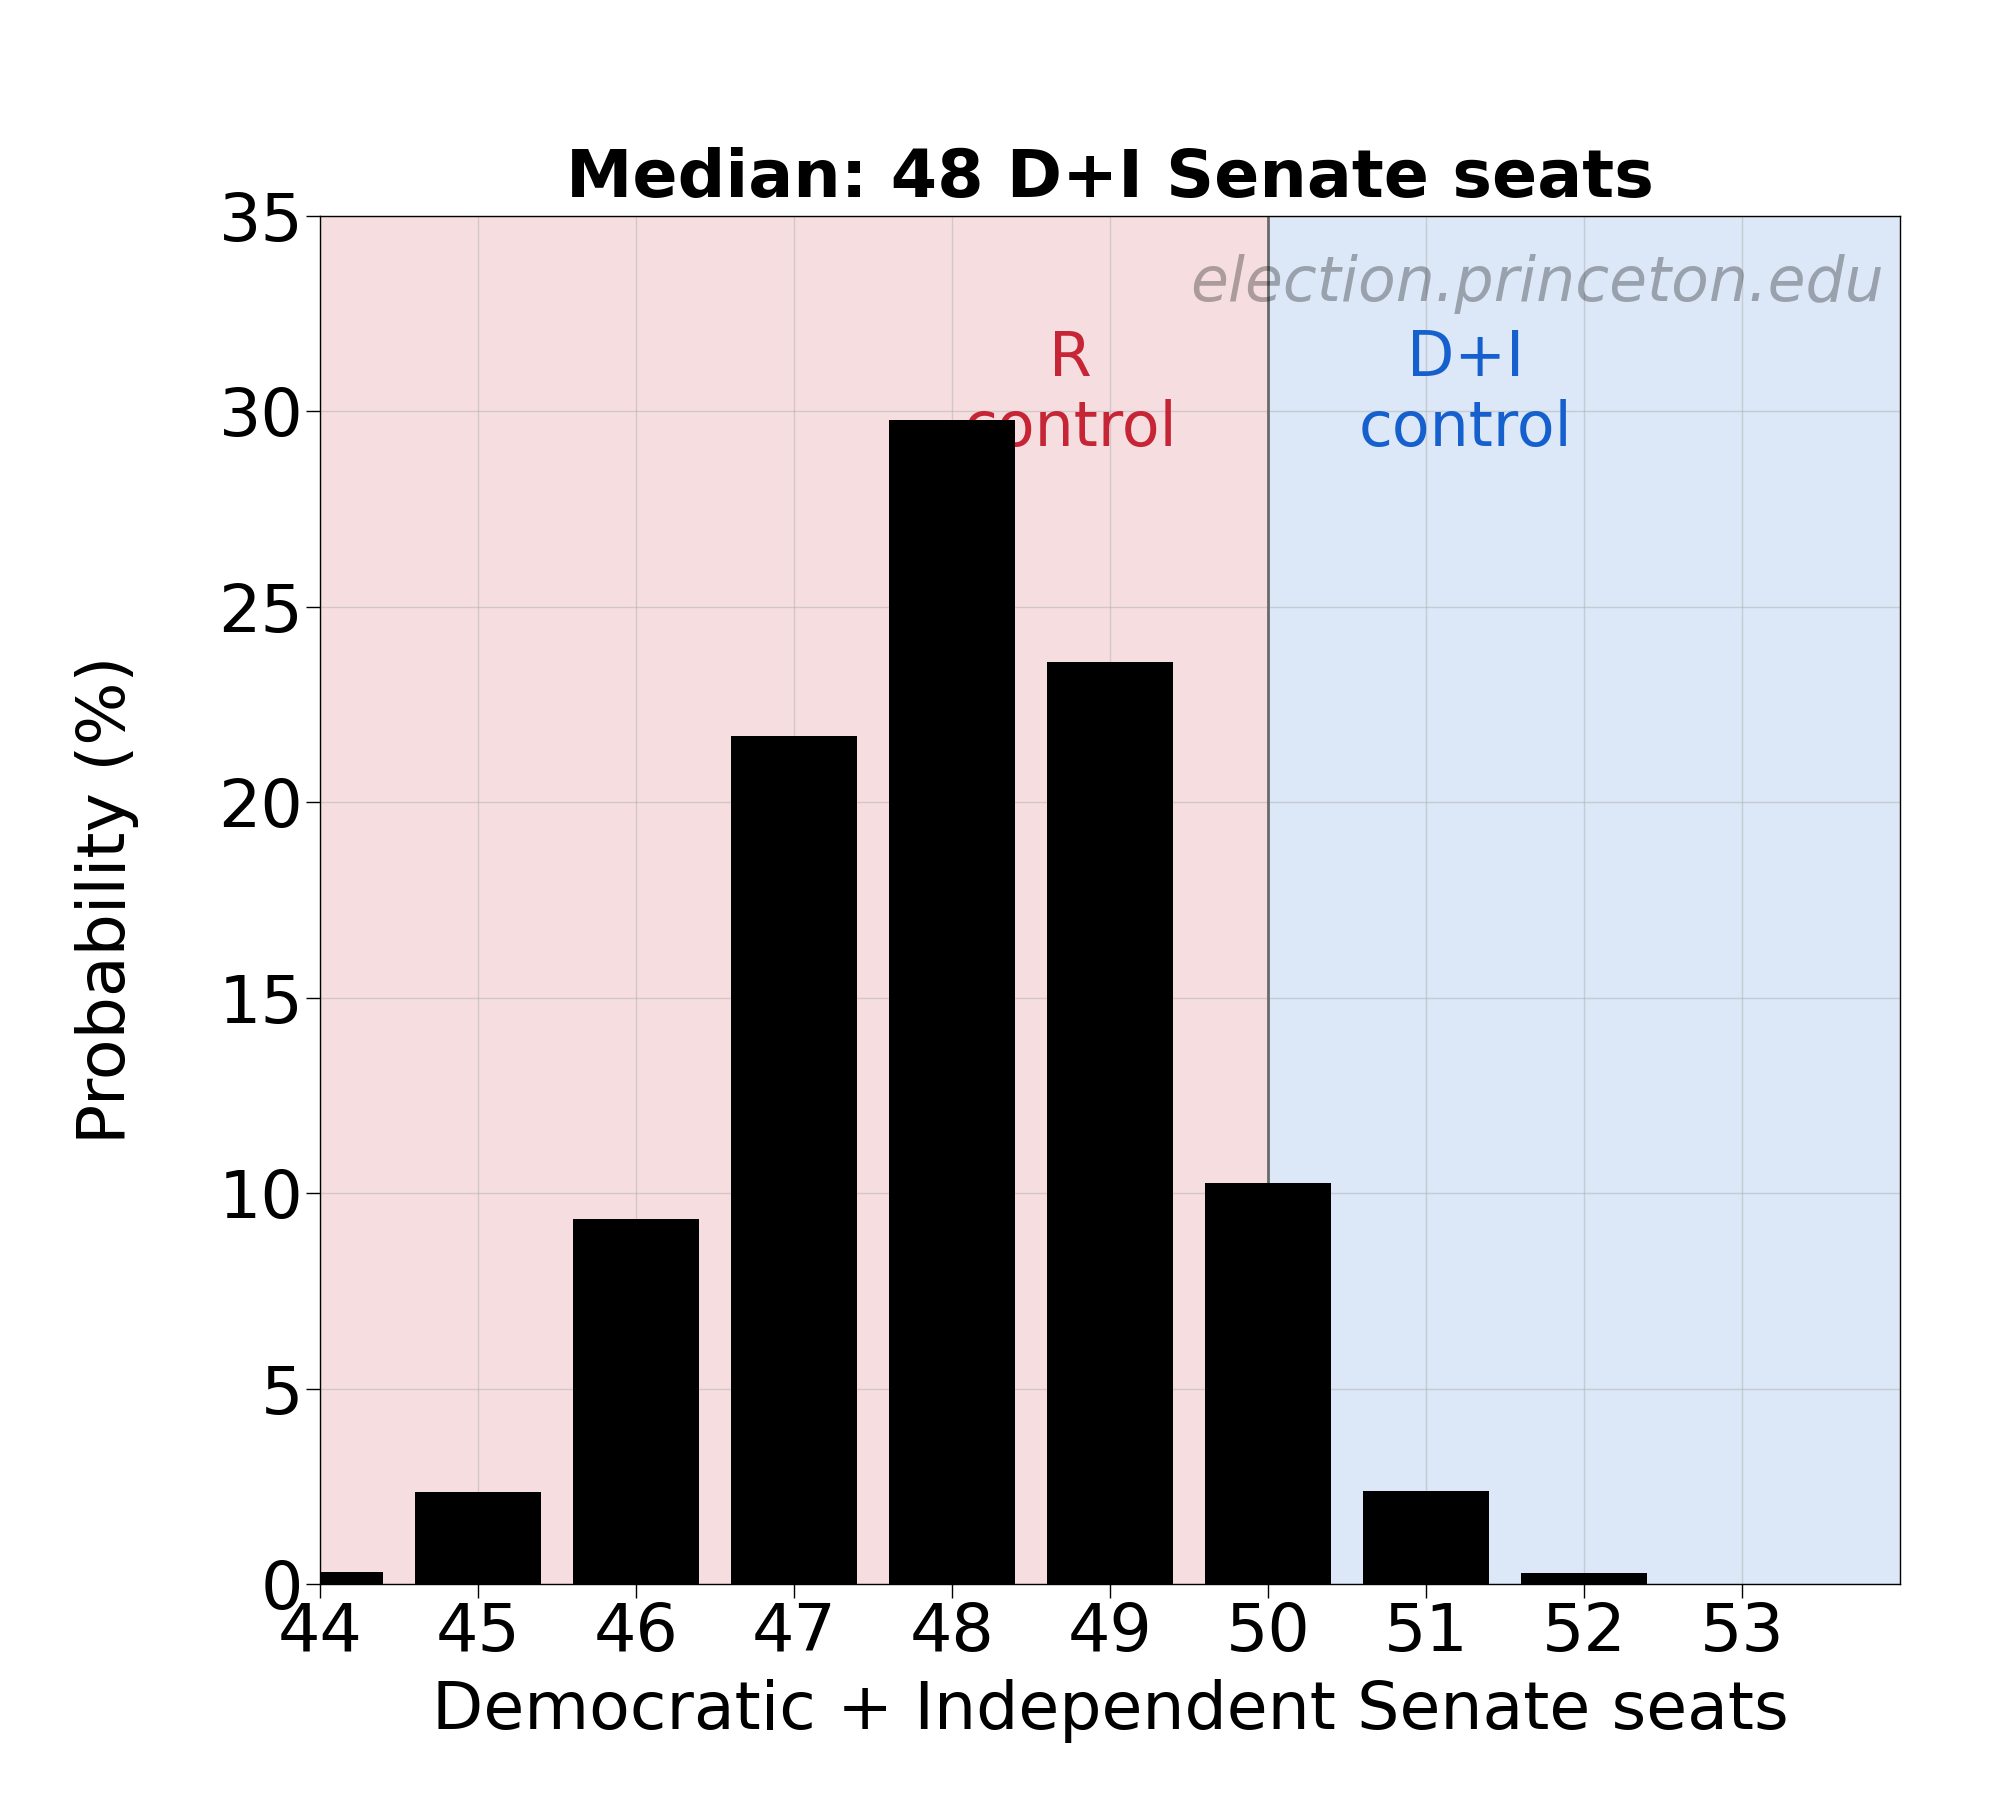 Median: 48 D+I Senate seats
election.princeton.edu
R
control
D+I
control
35
30
25
20
15
10
5
0
Probability (%)
44 45 46 47 48 49 50 51 52 53
Democratic + Independent Senate seats